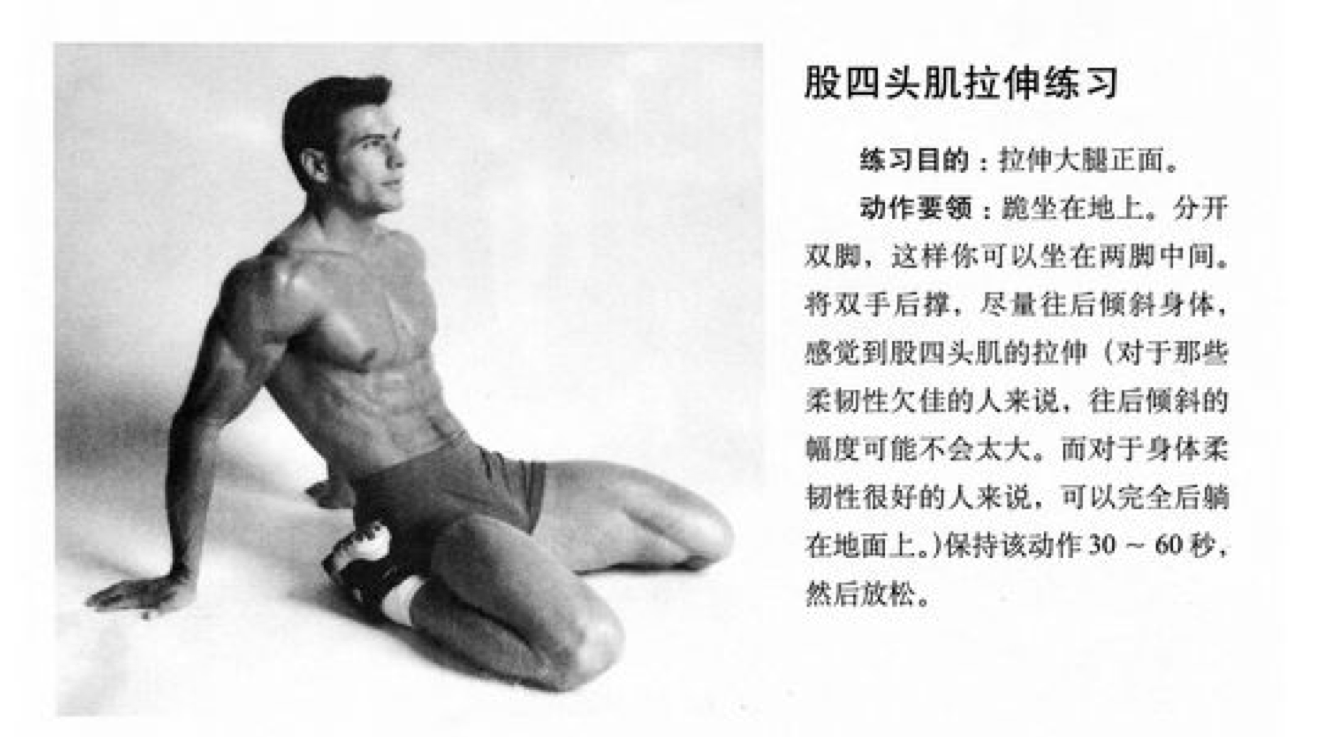 股四头肌拉伸练习
练习目的：拉伸大腿正面。
动作要领：跪坐在地上。分开
双脚，这样你可以坐在两脚中间。
将双手后撑，尽量往后倾斜身体，
感觉到股四头肌的拉伸（对于那些
柔韧性欠佳的人来说，往后倾斜的
幅度可能不会太大。而对于身体柔
韧性很好的人来说，可以完全后躺
在地面上。)保持该动作 30 ～ 60 秒，
然后放松。